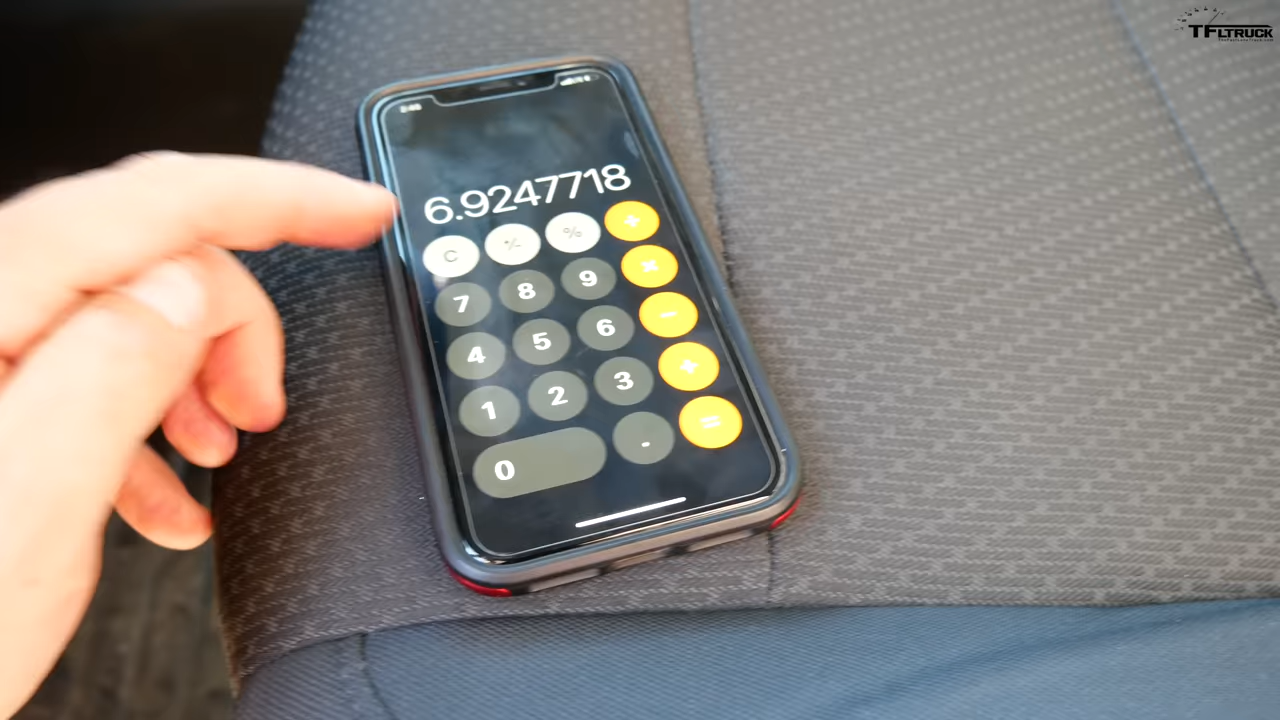 TFLTRUCK
6.9247718
C %
7 8 9 ×
4 5 6 −
1 2 3 +
0 . =